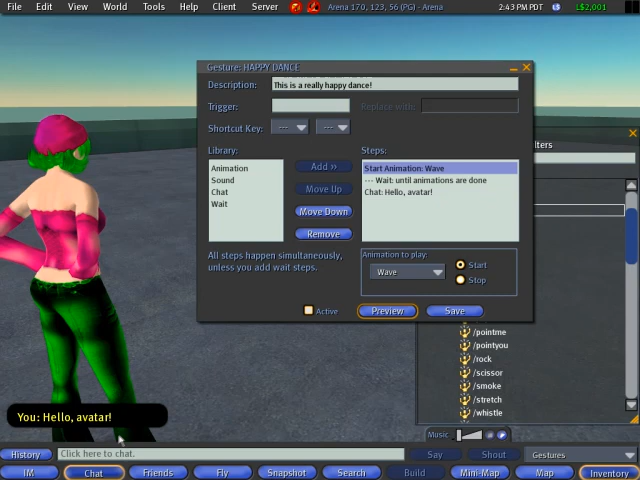 File Edit View World Tools Help Client Server Arena 170, 123, 56 (PG) - Arena 2:43 PM PDT L$ L$2,001
Gesture: HAPPY DANCE
Description: This is a really happy dance!
Trigger: Replace with:
Shortcut Key: --- ---
Library: Steps:
Animation Add >> Start Animation: Wave
Sound --- Wait: until animations are done
Chat Move Up Chat: Hello, avatar!
Wait Move Down
Remove
All steps happen simultaneously,
unless you add wait steps.
Animation to play:
Wave Start
Stop
Active Preview Save
lters
/pointme
/pointyou
/rock
/scissor
/smoke
/stretch
/whistle
You: Hello, avatar!
Music
History Click here to chat. Say Shout Gestures
IM Chat Friends Fly Snapshot Search Build Mini-Map Map Inventory